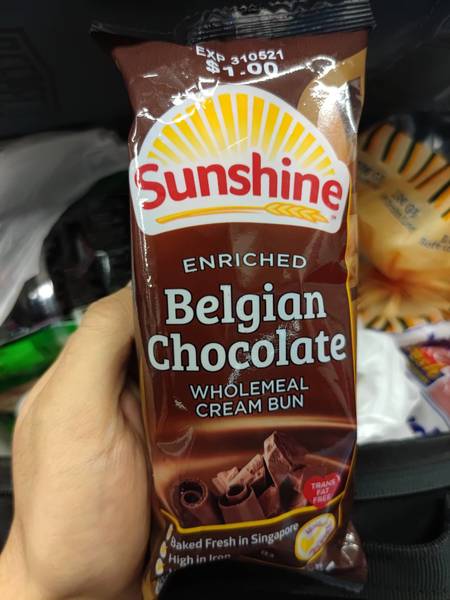 EXP 310521
$1.00
Sunshine
ENRICHED
Belgian
Chocolate
WHOLEMEAL
CREAM BUN
TRANS
FAT
FREE
Baked Fresh in Singapore
High in Iron